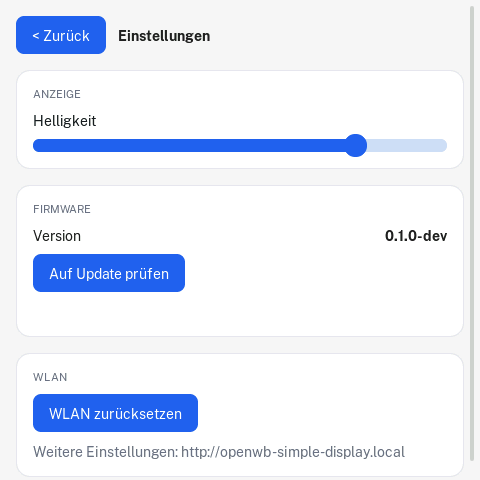 < Zurück
Einstellungen
ANZEIGE
Helligkeit
FIRMWARE
Version 0.1.0-dev
Auf Update prüfen
WLAN
WLAN zurücksetzen
Weitere Einstellungen: http://openwb-simple-display.local